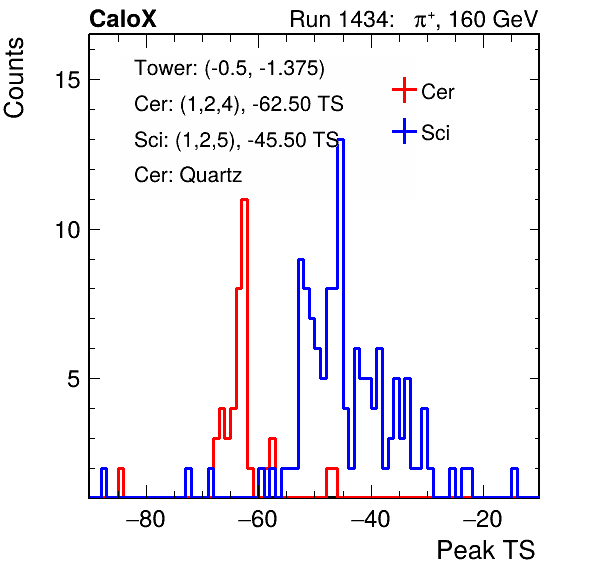 CaloX Run 1434: π⁺, 160 GeV
Counts
Tower: (-0.5, -1.375)
Cer: (1,2,4), -62.50 TS
Sci: (1,2,5), -45.50 TS
Cer: Quartz
Cer
Sci
15
10
5
−80 −60 −40 −20
Peak TS